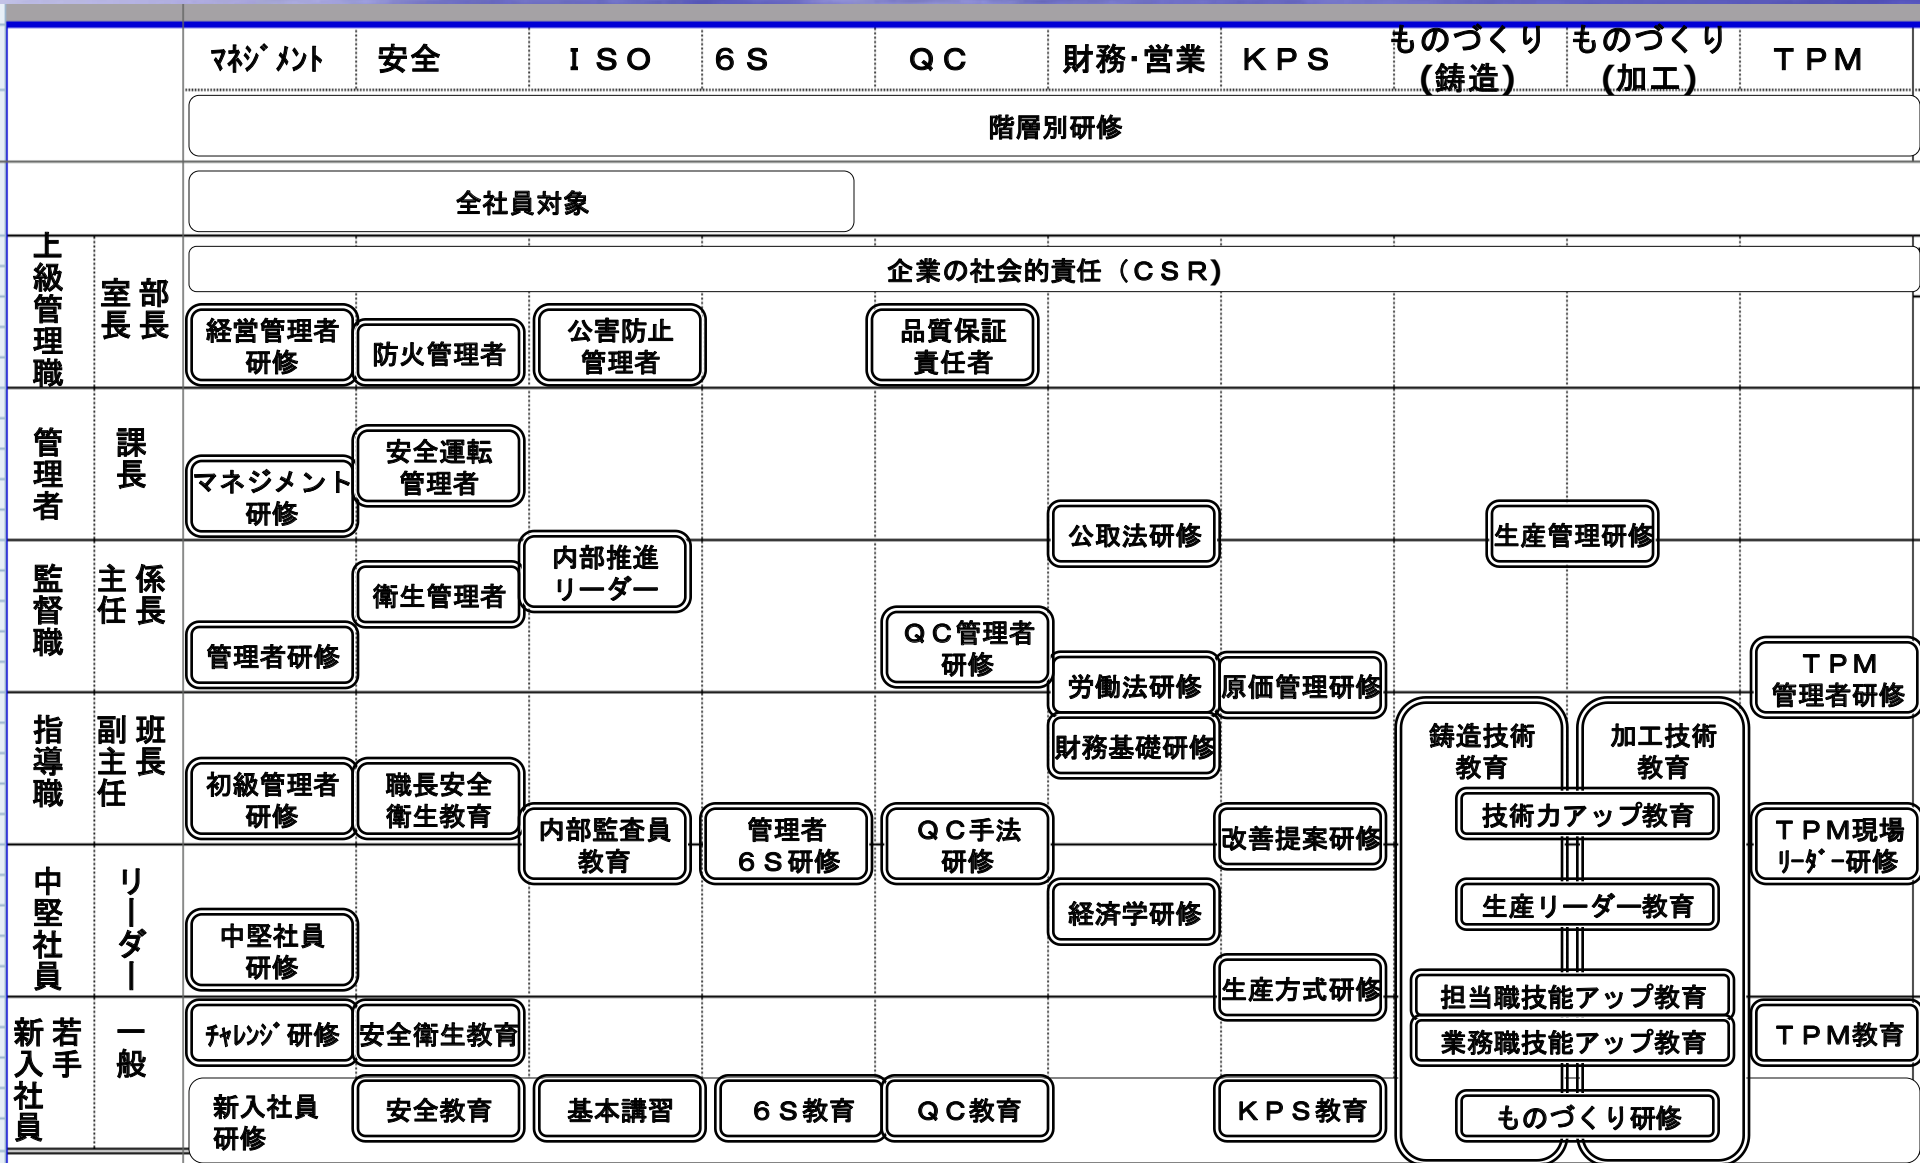 マネジメント 安全 ＩＳＯ ６Ｓ ＱＣ 財務･営業 ＫＰＳ ものづくり(鋳造) ものづくり(加工) ＴＰＭ
階層別研修
全社員対象
企業の社会的責任（ＣＳＲ)
上級管理職
室長
部長
経営管理者
研修
防火管理者
公害防止
管理者
品質保証
責任者
管理者
課長
マネジメント
研修
安全運転
管理者
公取法研修
生産管理研修
監督職
主任
係長
管理者研修
衛生管理者
内部推進
リーダー
ＱＣ管理者
研修
労働法研修
原価管理研修
ＴＰＭ
管理者研修
指導職
副主任
班長
初級管理者
研修
職長安全
衛生教育
内部監査員
教育
管理者
６Ｓ研修
ＱＣ手法
研修
財務基礎研修
改善提案研修
鋳造技術
教育
加工技術
教育
技術力アップ教育
ＴＰＭ現場
ﾘｰﾀﾞｰ研修
中堅社員
リーダー
中堅社員
研修
経済学研修
生産方式研修
生産リーダー教育
担当職技能アップ教育
新入社員
若手
一般
ﾁｬﾚﾝｼﾞ研修
安全衛生教育
業務職技能アップ教育
ＴＰＭ教育
新入社員
研修
安全教育
基本講習
６Ｓ教育
ＱＣ教育
ＫＰＳ教育
ものづくり研修